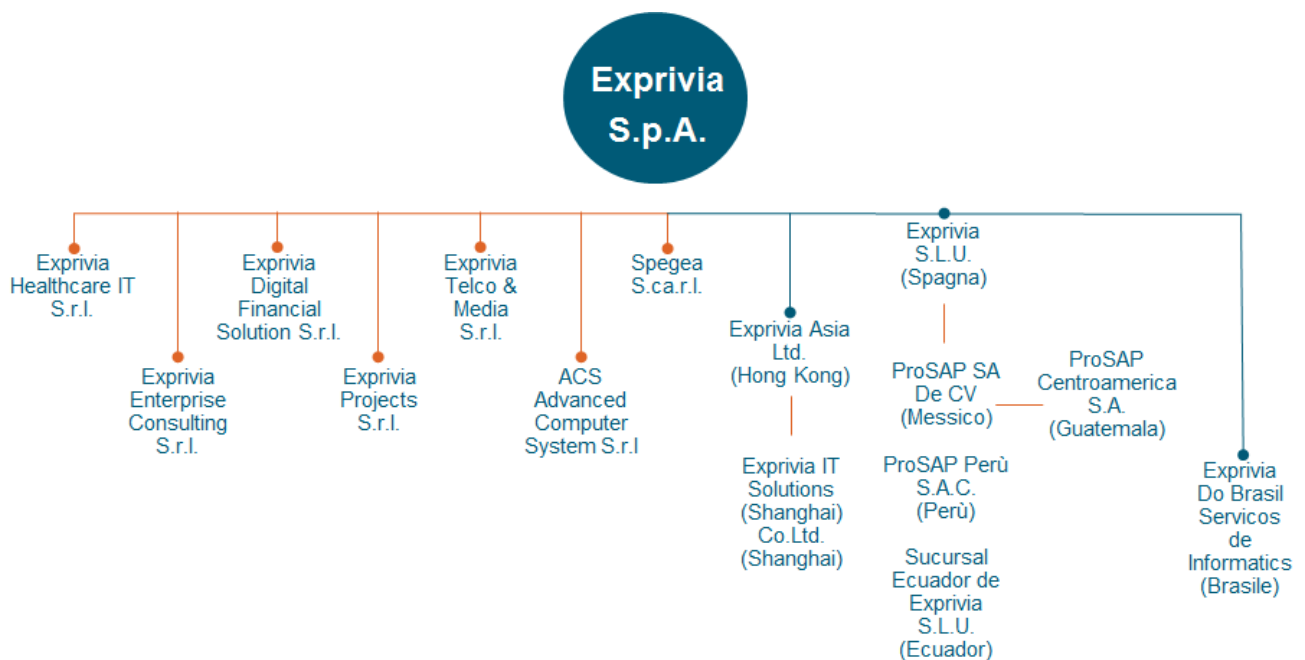 Exprivia
S.p.A.
Exprivia
Healthcare IT
S.r.l.
Exprivia
Enterprise
Consulting
S.r.l.
Exprivia
Digital
Financial
Solution S.r.l.
Exprivia
Projects
S.r.l.
Exprivia
Telco &
Media
S.r.l.
ACS
Advanced
Computer
System S.r.l
Spegea
S.ca.r.l.
Exprivia Asia
Ltd.
(Hong Kong)
Exprivia IT
Solutions
(Shanghai)
Co.Ltd.
(Shanghai)
Exprivia
S.L.U.
(Spagna)
ProSAP SA
De CV
(Messico)
ProSAP
Centroamerica
S.A.
(Guatemala)
ProSAP Perù
S.A.C.
(Perù)
Sucursal
Ecuador de
Exprivia
S.L.U.
(Ecuador)
Exprivia
Do Brasil
Servicos
de
Informatics
(Brasile)